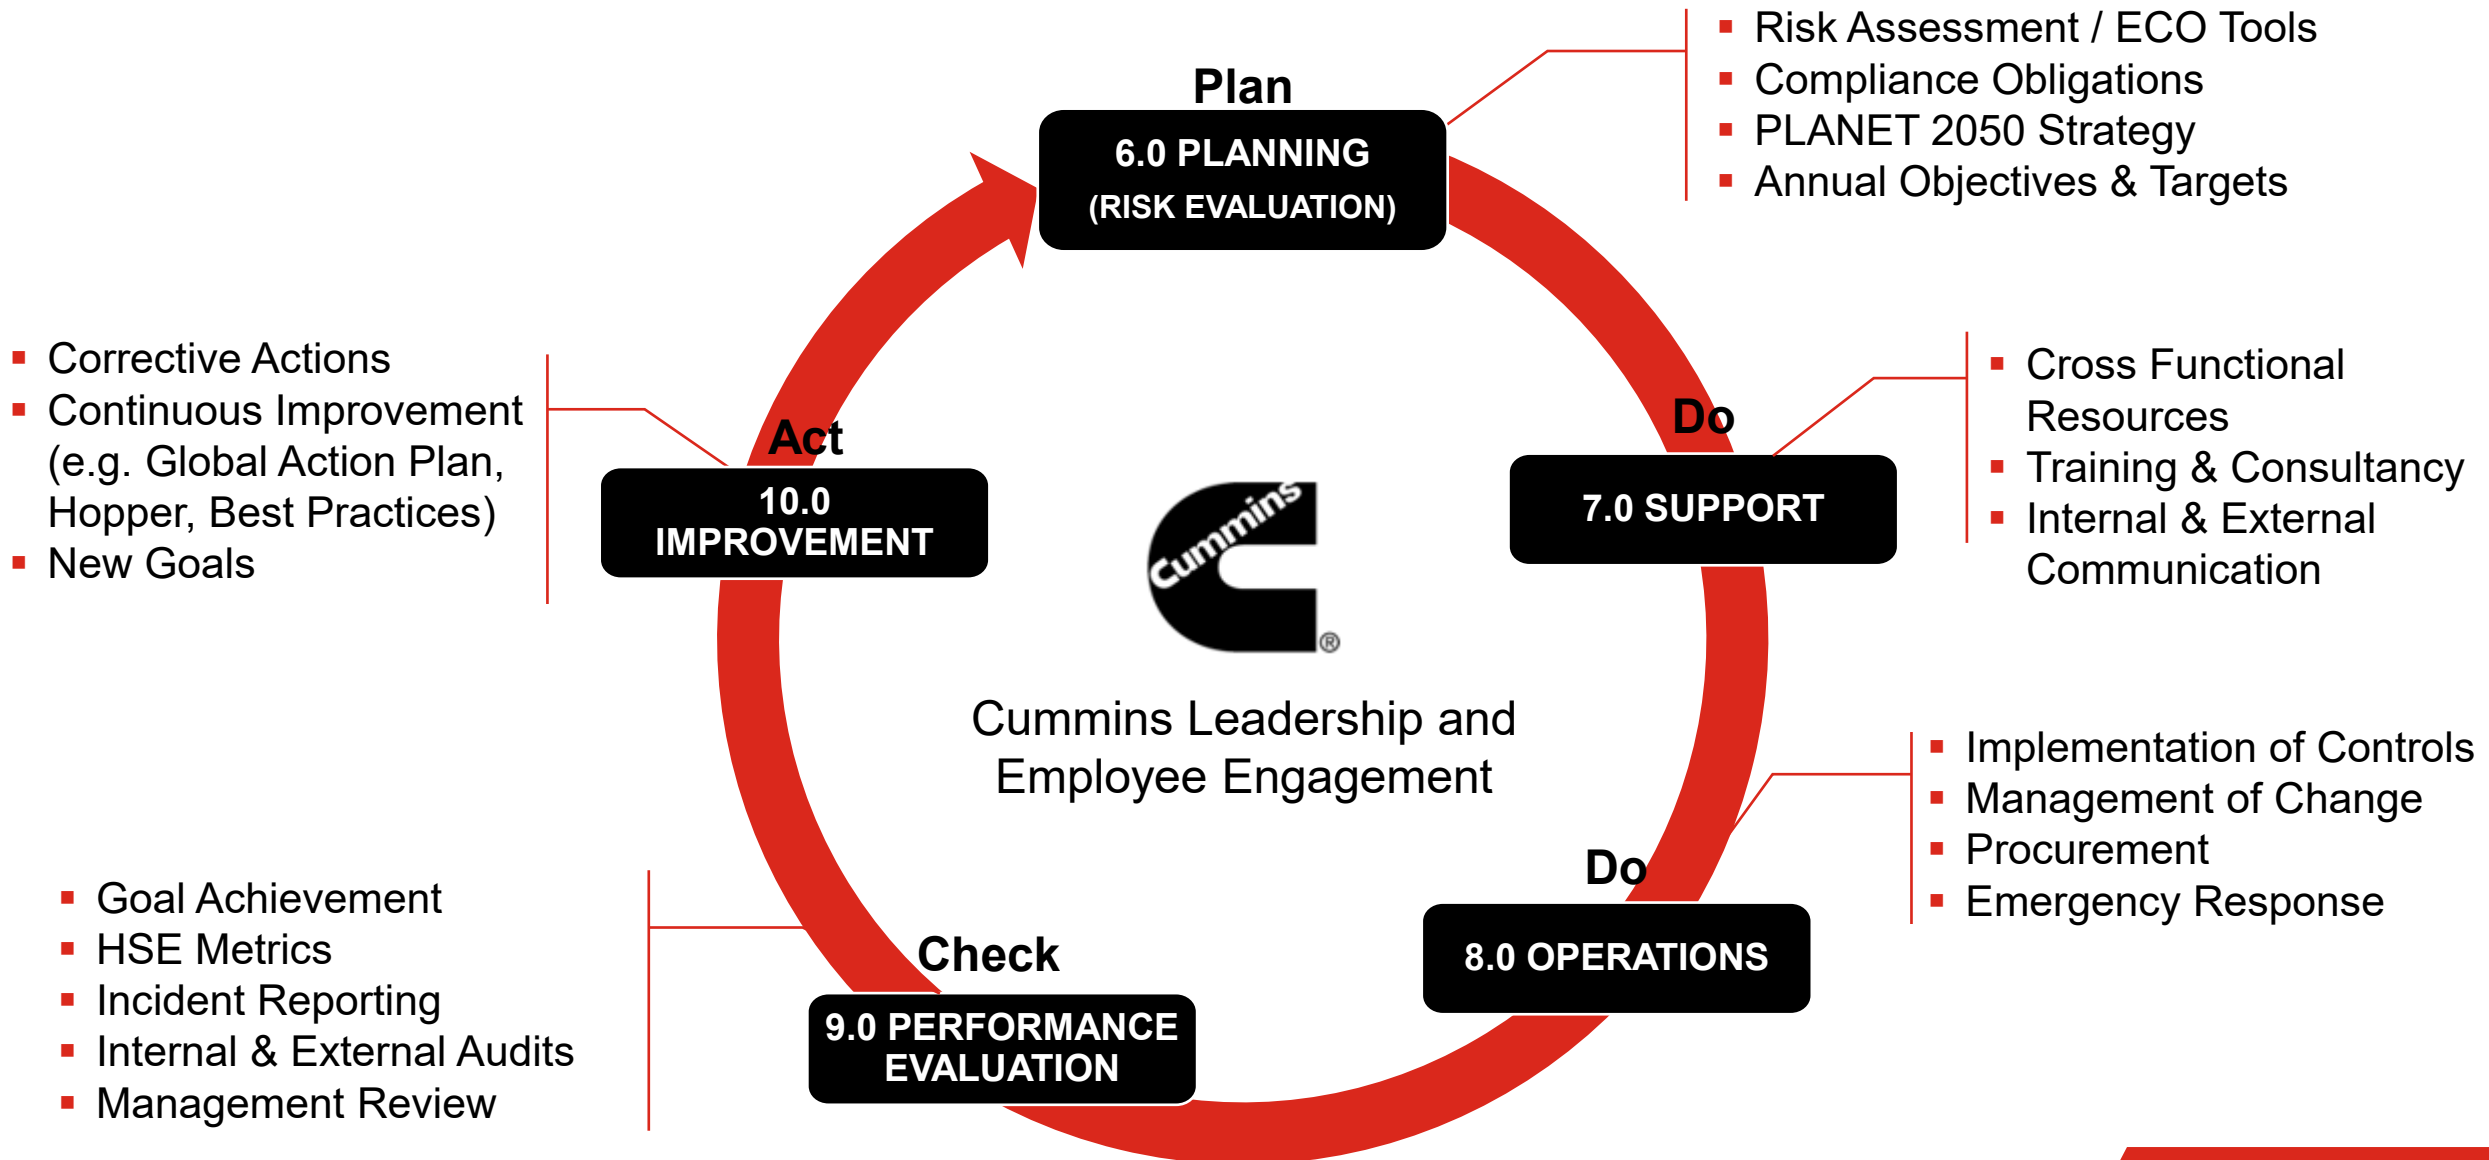 Plan
6.0 PLANNING
(RISK EVALUATION)
Risk Assessment / ECO Tools
Compliance Obligations
PLANET 2050 Strategy
Annual Objectives & Targets
Do
7.0 SUPPORT
Cross Functional
Resources
Training & Consultancy
Internal & External
Communication
Do
8.0 OPERATIONS
Implementation of Controls
Management of Change
Procurement
Emergency Response
Check
9.0 PERFORMANCE
EVALUATION
Goal Achievement
HSE Metrics
Incident Reporting
Internal & External Audits
Management Review
Act
10.0
IMPROVEMENT
Corrective Actions
Continuous Improvement
(e.g. Global Action Plan,
Hopper, Best Practices)
New Goals
Cummins
®
Cummins Leadership and
Employee Engagement